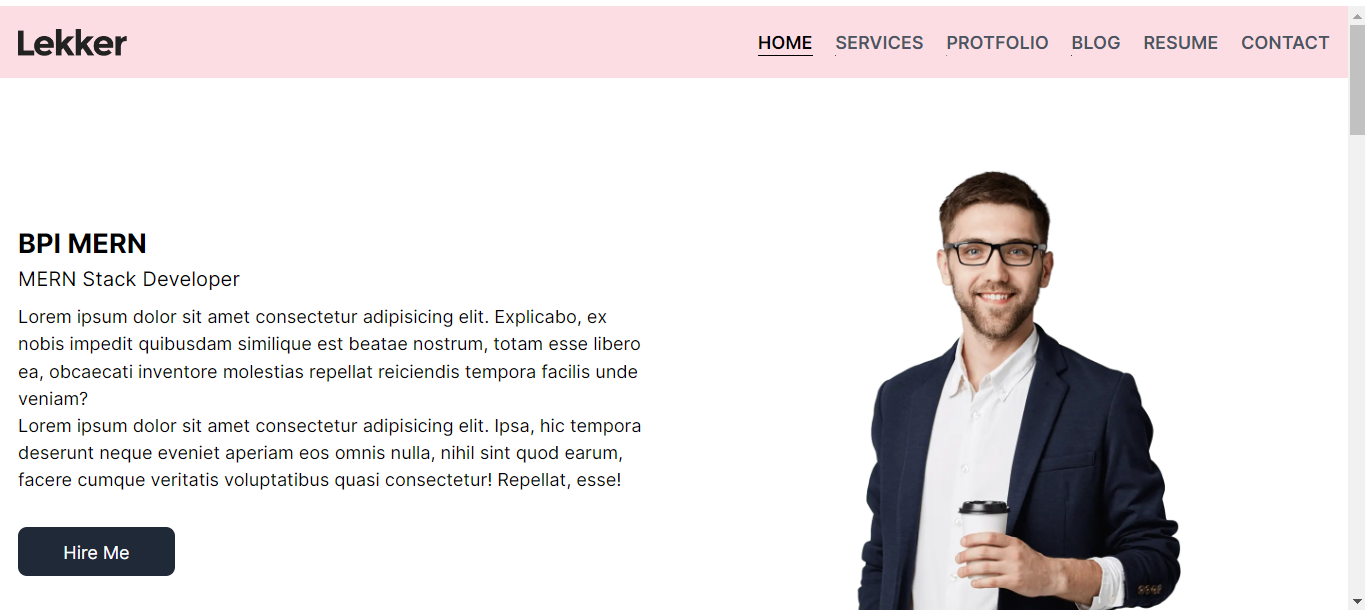 Lekker
HOME SERVICES PROTFOLIO BLOG RESUME CONTACT
BPI MERN
MERN Stack Developer
Lorem ipsum dolor sit amet consectetur adipisicing elit. Explicabo, ex
nobis impedit quibusdam similique est beatae nostrum, totam esse libero
ea, obcaecati inventore molestias repellat reiciendis tempora facilis unde
veniam?
Lorem ipsum dolor sit amet consectetur adipisicing elit. Ipsa, hic tempora
deserunt neque eveniet aperiam eos omnis nulla, nihil sint quod earum,
facere cumque veritatis voluptatibus quasi consectetur! Repellat, esse!
Hire Me